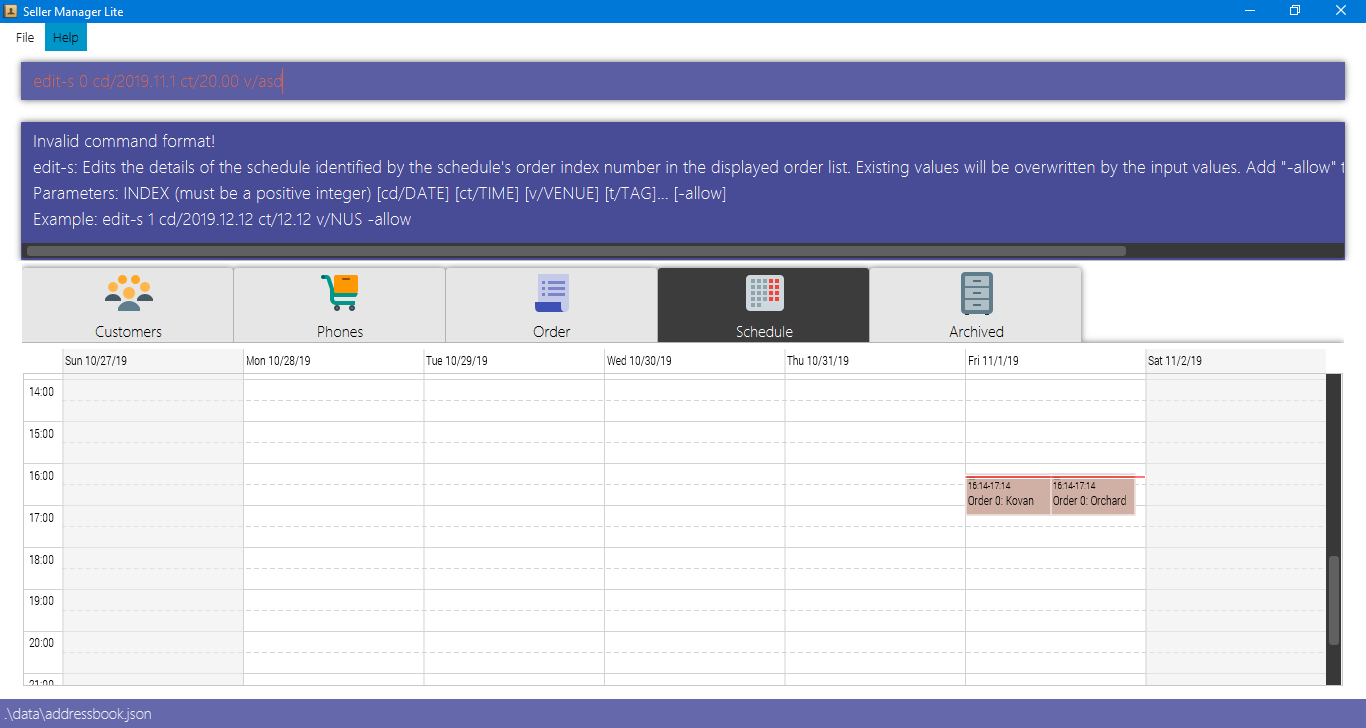 Seller Manager Lite
File Help
edit-s 0 cd/2019.11.1 ct/20.00 v/asd
Invalid command format!
edit-s: Edits the details of the schedule identified by the schedule's order index number in the displayed order list. Existing values will be overwritten by the input values. Add "-allow" t
Parameters: INDEX (must be a positive integer) [cd/DATE] [ct/TIME] [v/VENUE] [t/TAG]... [-allow]
Example: edit-s 1 cd/2019.12.12 ct/12.12 v/NUS -allow
Customers Phones Order Schedule Archived
Sun 10/27/19 Mon 10/28/19 Tue 10/29/19 Wed 10/30/19 Thu 10/31/19 Fri 11/1/19 Sat 11/2/19
14:00
15:00
16:00
16:14-17:14 16:14-17:14
Order 0: Kovan Order 0: Orchard
17:00
18:00
19:00
20:00
21:00
.\data\addressbook.json